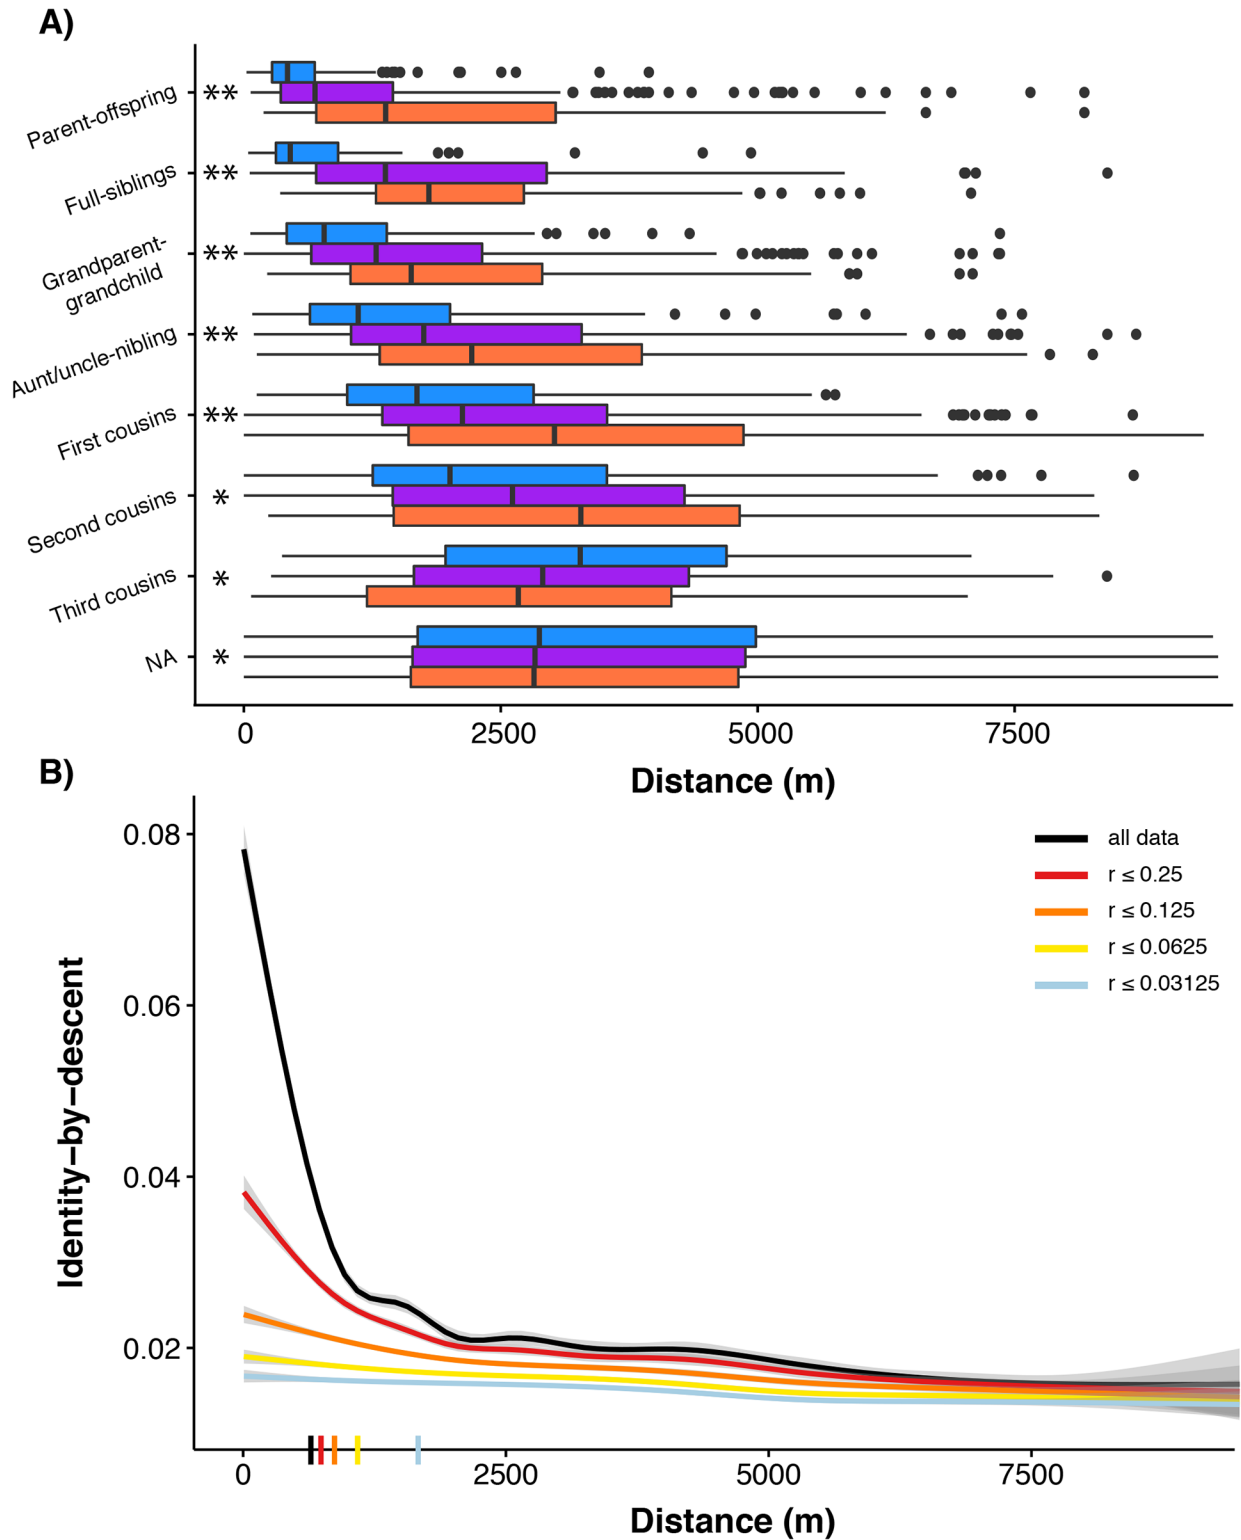 A)
Parent-offspring
**
Full-siblings
**
Grandparent-
grandchild
**
Aunt/uncle-nibling
**
First cousins
**
Second cousins
*
Third cousins
*
NA
*
0 2500 5000 7500
Distance (m)
B)
0.08
0.06
0.04
0.02
Identity-by-descent
all data
r ≤ 0.25
r ≤ 0.125
r ≤ 0.0625
r ≤ 0.03125
0 2500 5000 7500
Distance (m)